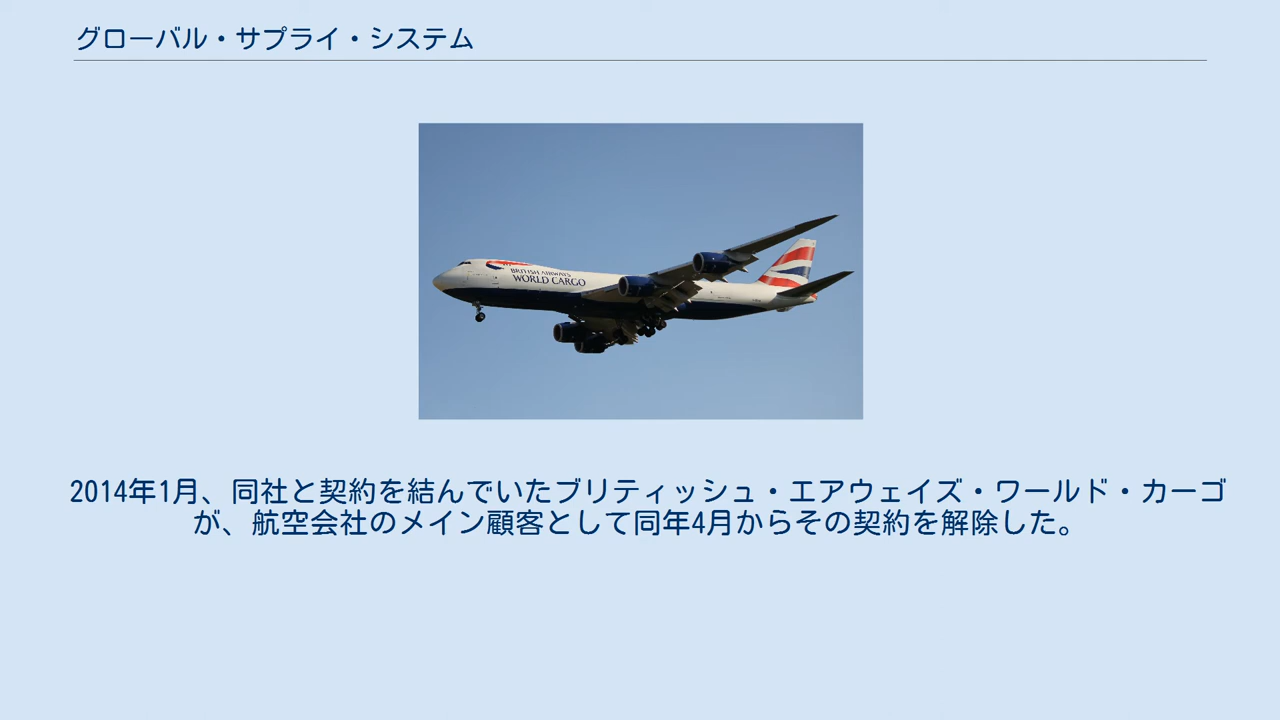 グローバル・サプライ・システム
BRITISH AIRWAYS
WORLD CARGO
2014年1月、同社と契約を結んでいたブリティッシュ・エアウェイズ・ワールド・カーゴ
が、航空会社のメイン顧客として同年4月からその契約を解除した。